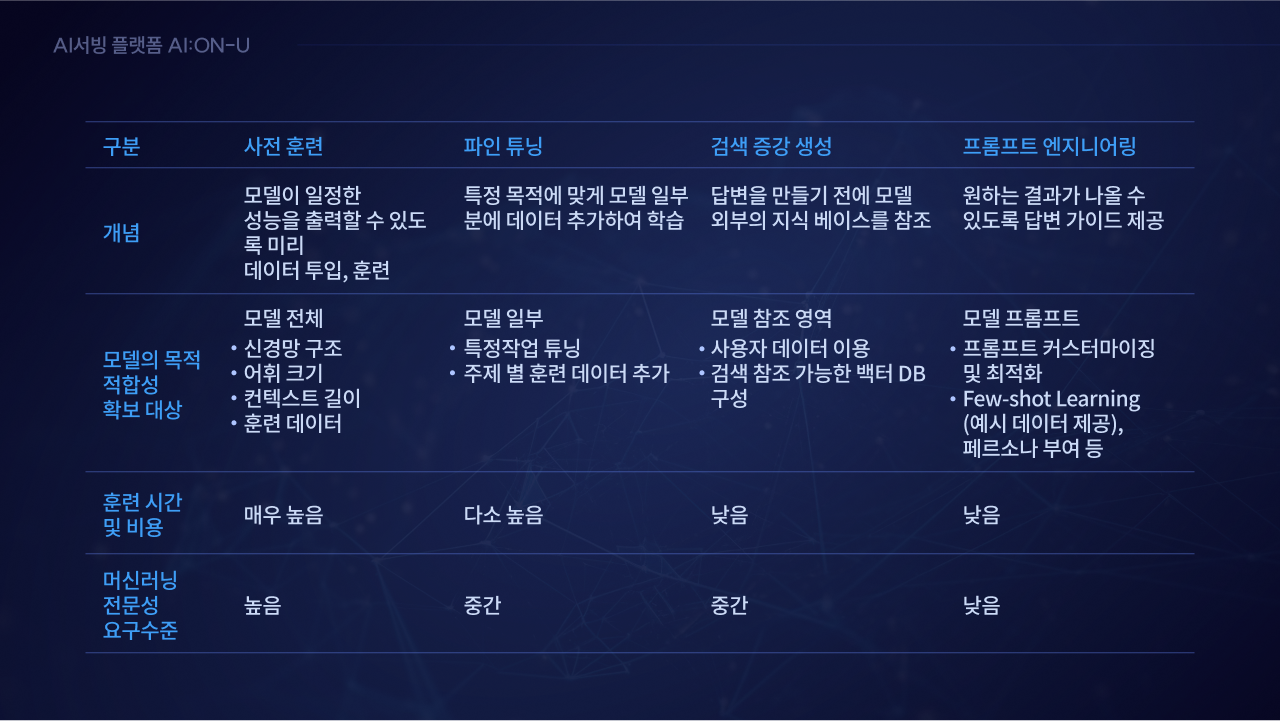 AI서빙 플랫폼 AI:ON-U
구분
사전 훈련
파인 튜닝
검색 증강 생성
프롬프트 엔지니어링
개념
모델이 일정한
성능을 출력할 수 있도
록 미리
데이터 투입, 훈련
특정 목적에 맞게 모델 일부
분에 데이터 추가하여 학습
답변을 만들기 전에 모델
외부의 지식 베이스를 참조
원하는 결과가 나올 수
있도록 답변 가이드 제공
모델의 목적
적합성
확보 대상
모델 전체
• 신경망 구조
• 어휘 크기
• 컨텍스트 길이
• 훈련 데이터
모델 일부
• 특정작업 튜닝
• 주제 별 훈련 데이터 추가
모델 참조 영역
• 사용자 데이터 이용
• 검색 참조 가능한 백터 DB
구성
모델 프롬프트
• 프롬프트 커스터마이징
및 최적화
• Few-shot Learning
(예시 데이터 제공),
페르소나 부여 등
훈련 시간
및 비용
매우 높음
다소 높음
낮음
낮음
머신러닝
전문성
요구수준
높음
중간
중간
낮음